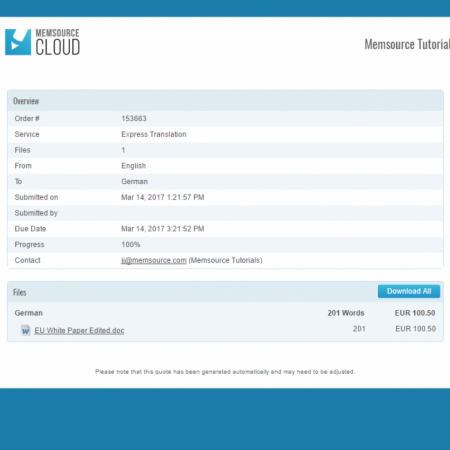 MEMSOURCE
CLOUD
Memsource Tutorial
Overview
Order # 153663
Service Express Translation
Files 1
From English
To German
Submitted on Mar 14, 2017 1:21:57 PM
Submitted by
Due Date Mar 14, 2017 3:21:52 PM
Progress 100%
Contact jj@memsource.com (Memsource Tutorials)
Files Download All
German 201 Words EUR 100.50
EU White Paper Edited.doc 201 EUR 100.50
Please note that this quote has been generated automatically and may need to be adjusted.